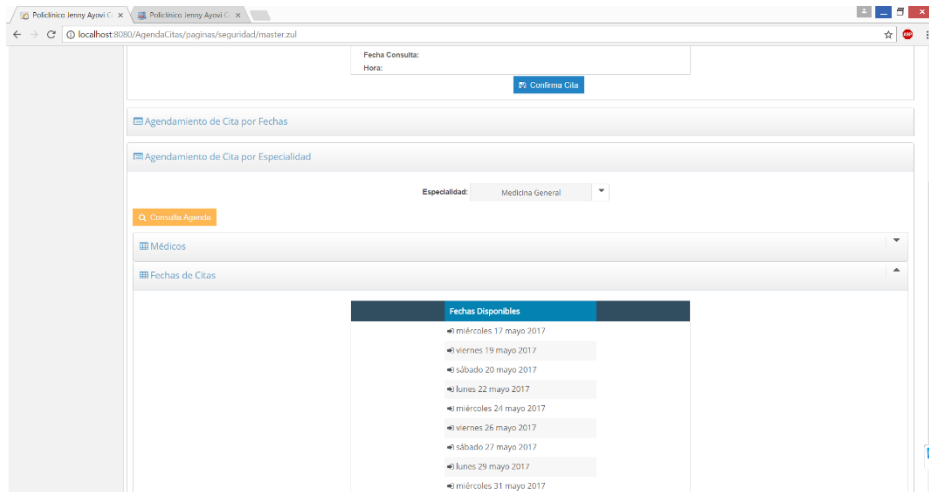 Policlínico Jenny Ayovi C
Policlínico Jenny Ayovi C
localhost:8080/AgendaCitas/paginas/seguridad/master.zul
ABP
Fecha Consulta:
Hora:
Confirma Cita
Agendamiento de Cita por Fechas
Agendamiento de Cita por Especialidad
Especialidad: Medicina General
Consulta Agenda
Médicos
Fechas de Citas
Fechas Disponibles
miércoles 17 mayo 2017
viernes 19 mayo 2017
sábado 20 mayo 2017
lunes 22 mayo 2017
miércoles 24 mayo 2017
viernes 26 mayo 2017
sábado 27 mayo 2017
lunes 29 mayo 2017
miércoles 31 mayo 2017